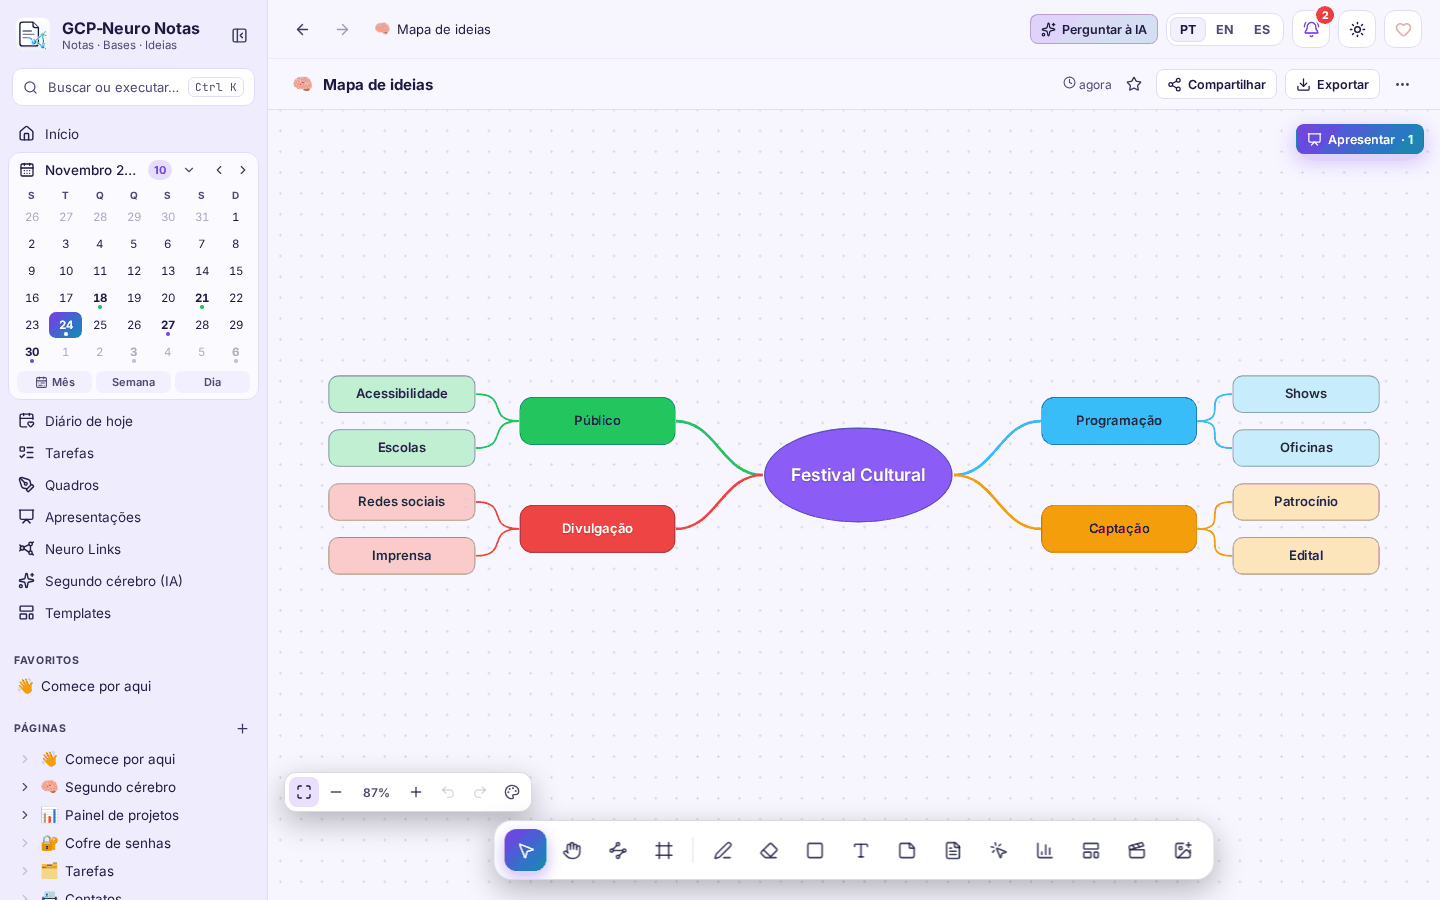 GCP-Neuro Notas
Notas · Bases · Ideias
Buscar ou executar... Ctrl K
Início
Novembro 2... 10
S T Q Q S S D
26 27 28 29 30 31 1
2 3 4 5 6 7 8
9 10 11 12 13 14 15
16 17 18 19 20 21 22
23 24 25 26 27 28 29
30 1 2 3 4 5 6
Mês Semana Dia
Diário de hoje
Tarefas
Quadros
Apresentações
Neuro Links
Segundo cérebro (IA)
Templates
FAVORITOS
Comece por aqui
PÁGINAS
Comece por aqui
Segundo cérebro
Painel de projetos
Cofre de senhas
Tarefas
Contatos
Mapa de ideias
Perguntar à IA
PT EN ES
2
Mapa de ideias
agora
Compartilhar
Exportar
Apresentar · 1
Acessibilidade
Escolas
Redes sociais
Imprensa
Público
Divulgação
Festival Cultural
Programação
Captação
Shows
Oficinas
Patrocínio
Edital
87%